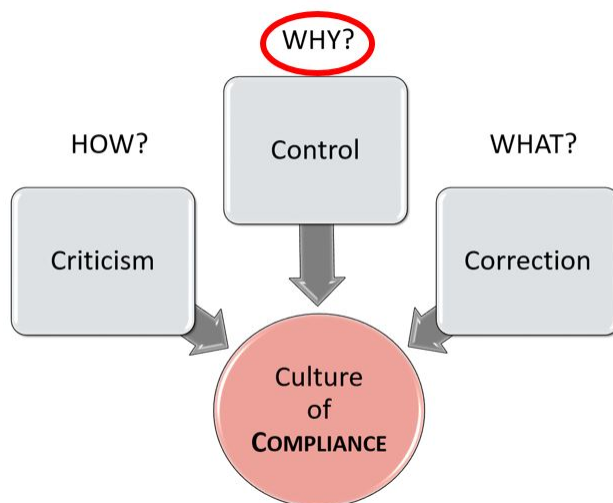 WHY?
HOW?
Control
WHAT?
Criticism
Correction
Culture
of
COMPLIANCE